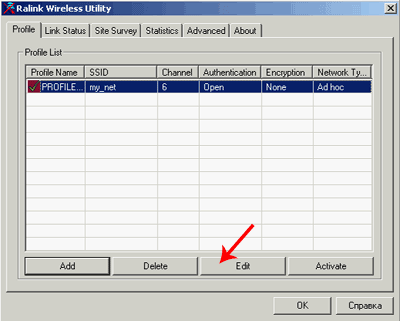 Ralink Wireless Utility
Profile Link Status Site Survey Statistics Advanced About
Profile List
Profile Name SSID Channel Authentication Encryption Network Ty...
PROFILE... my_net 6 Open None Ad hoc
Add Delete Edit Activate
OK Справка